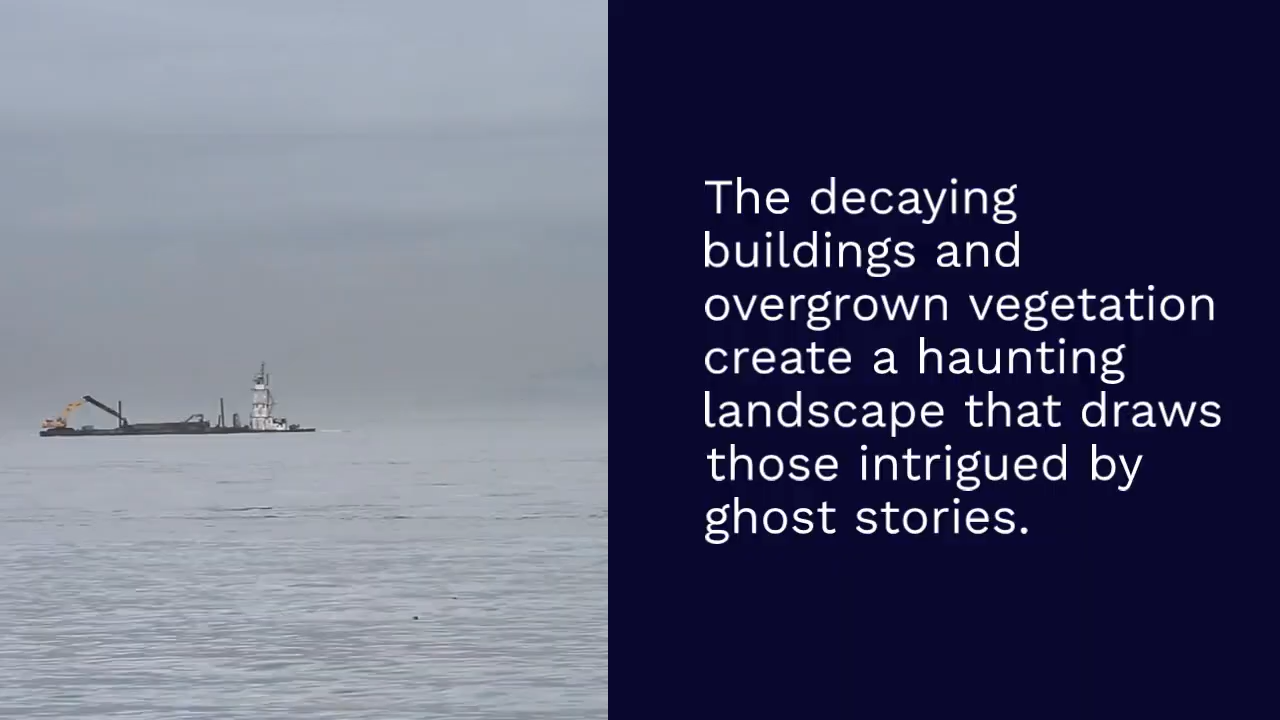 The decaying
buildings and
overgrown vegetation
create a haunting
landscape that draws
those intrigued by
ghost stories.